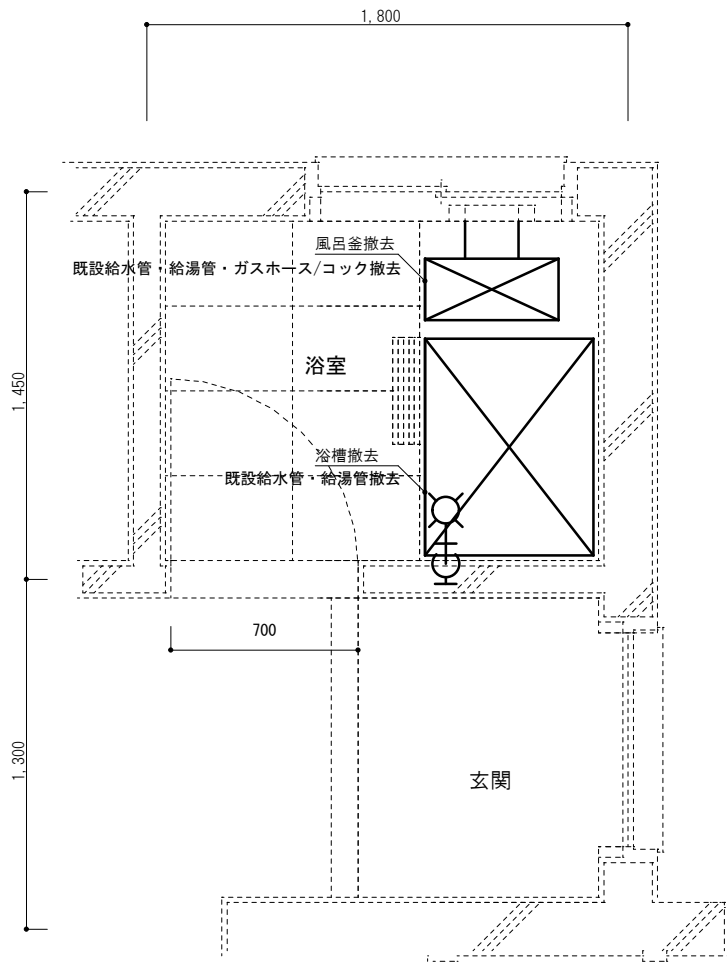 1,800
風呂釜撤去
既設給水管・給湯管・ガスホース/コック撤去
浴室
1,450
浴槽撤去
既設給水管・給湯管撤去
700
1,300
玄関